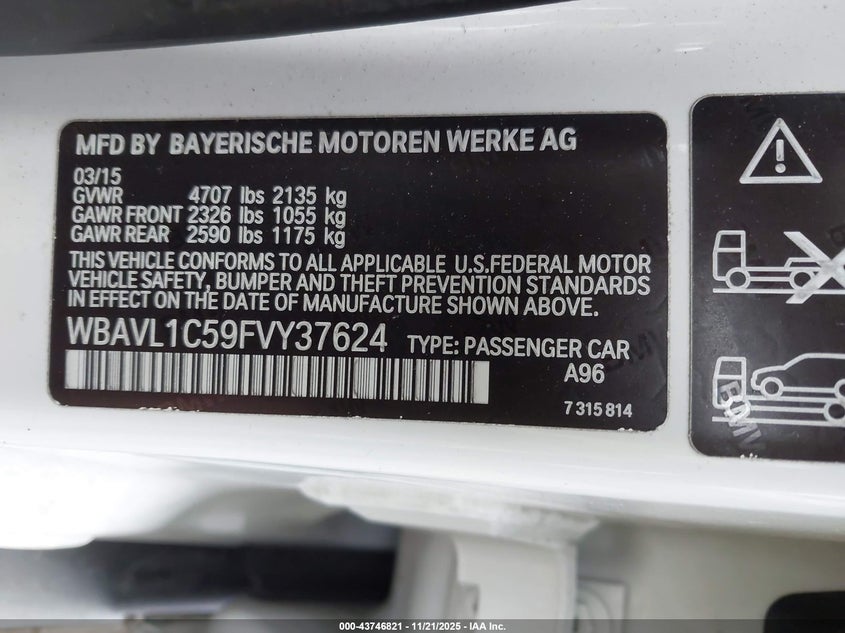 MFD BY BAYERISCHE MOTOREN WERKE AG
03/15
GVWR 4707 lbs 2135 kg
GAWR FRONT 2326 lbs 1055 kg
GAWR REAR 2590 lbs 1175 kg
THIS VEHICLE CONFORMS TO ALL APPLICABLE U.S.FEDERAL MOTOR
VEHICLE SAFETY, BUMPER AND THEFT PREVENTION STANDARDS
IN EFFECT ON THE DATE OF MANUFACTURE SHOWN ABOVE.
WBAVL1C59FVY37624 TYPE: PASSENGER CAR
A96
7 315 814
BMW
000-43746821 - 11/21/2025 - IAA Inc.